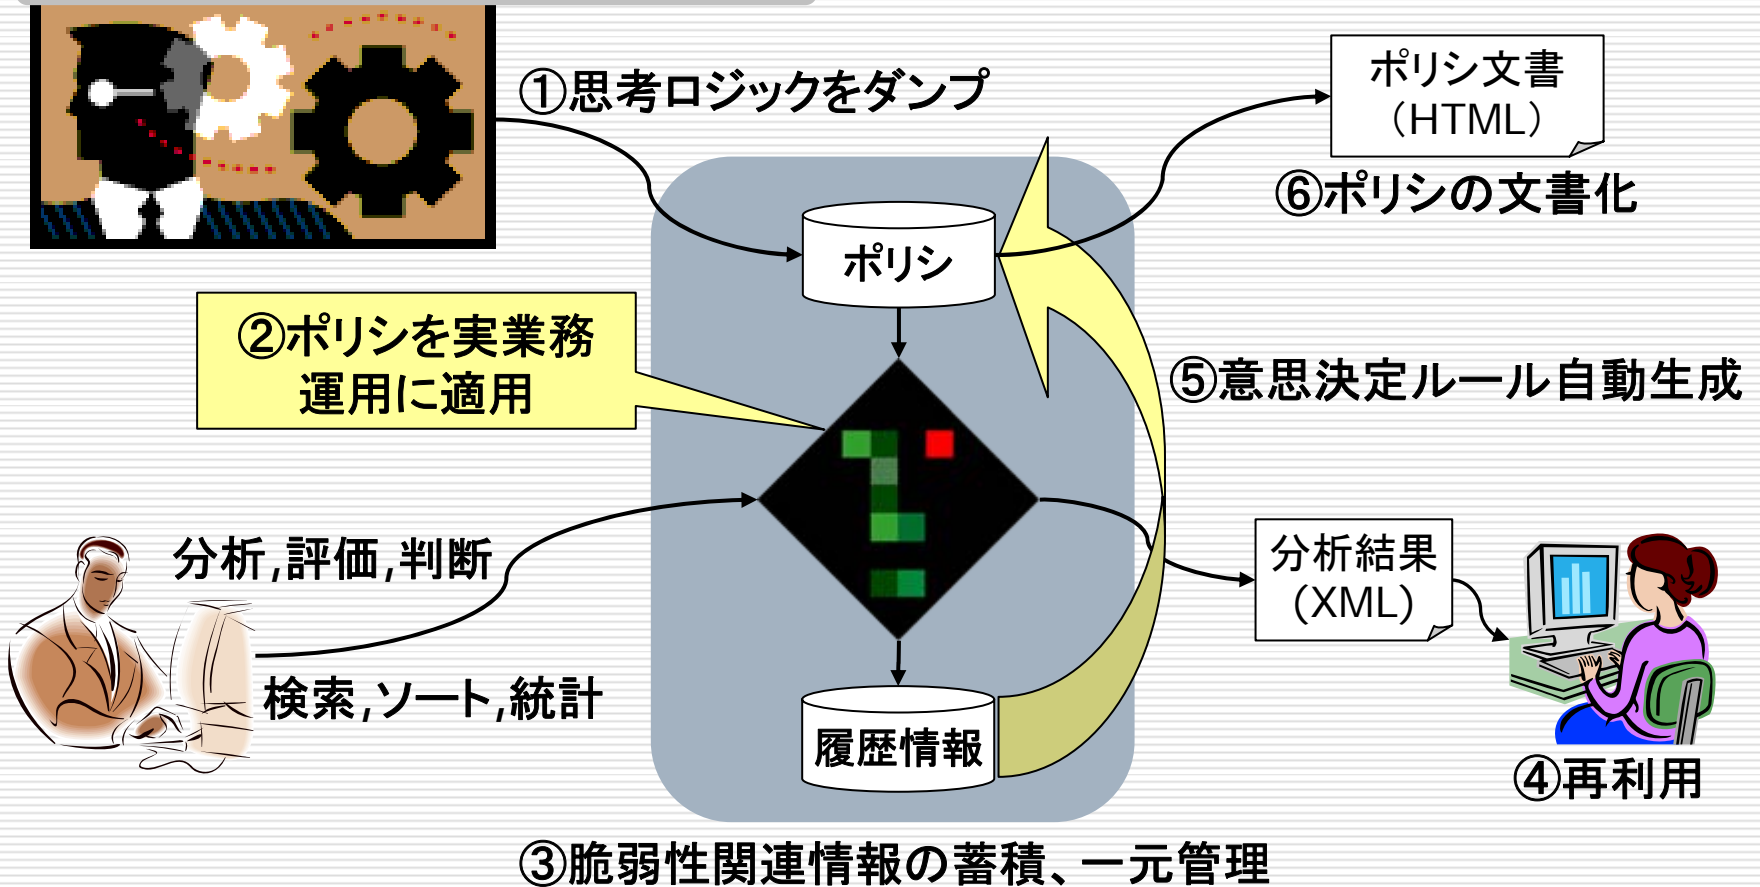 ①思考ロジックをダンプ
ポリシ文書
（HTML）
⑥ポリシの文書化
ポリシ
②ポリシを実業務
運用に適用
⑤意思決定ルール自動生成
分析,評価,判断
検索,ソート,統計
分析結果
(XML)
履歴情報
④再利用
③脆弱性関連情報の蓄積、一元管理